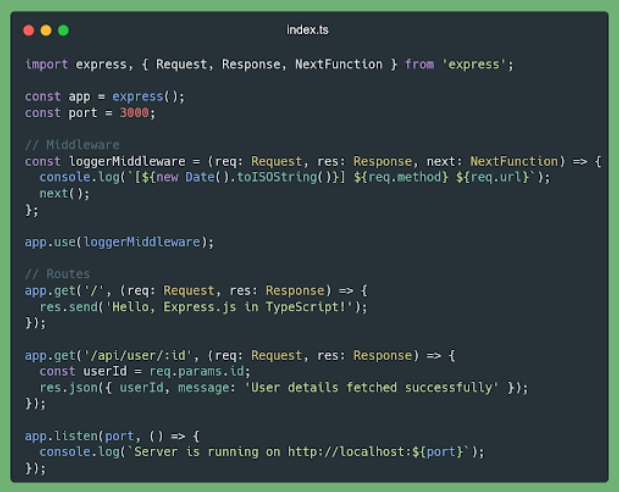 index.ts
import express, { Request, Response, NextFunction } from 'express';
const app = express();
const port = 3000;
// Middleware
const loggerMiddleware = (req: Request, res: Response, next: NextFunction) => {
  console.log(`[${new Date().toISOString()}] ${req.method} ${req.url}`);
  next();
};
app.use(loggerMiddleware);
// Routes
app.get('/', (req: Request, res: Response) => {
  res.send('Hello, Express.js in TypeScript!');
});
app.get('/api/user/:id', (req: Request, res: Response) => {
  const userId = req.params.id;
  res.json({ userId, message: 'User details fetched successfully' });
});
app.listen(port, () => {
  console.log(`Server is running on http://localhost:${port}`);
});